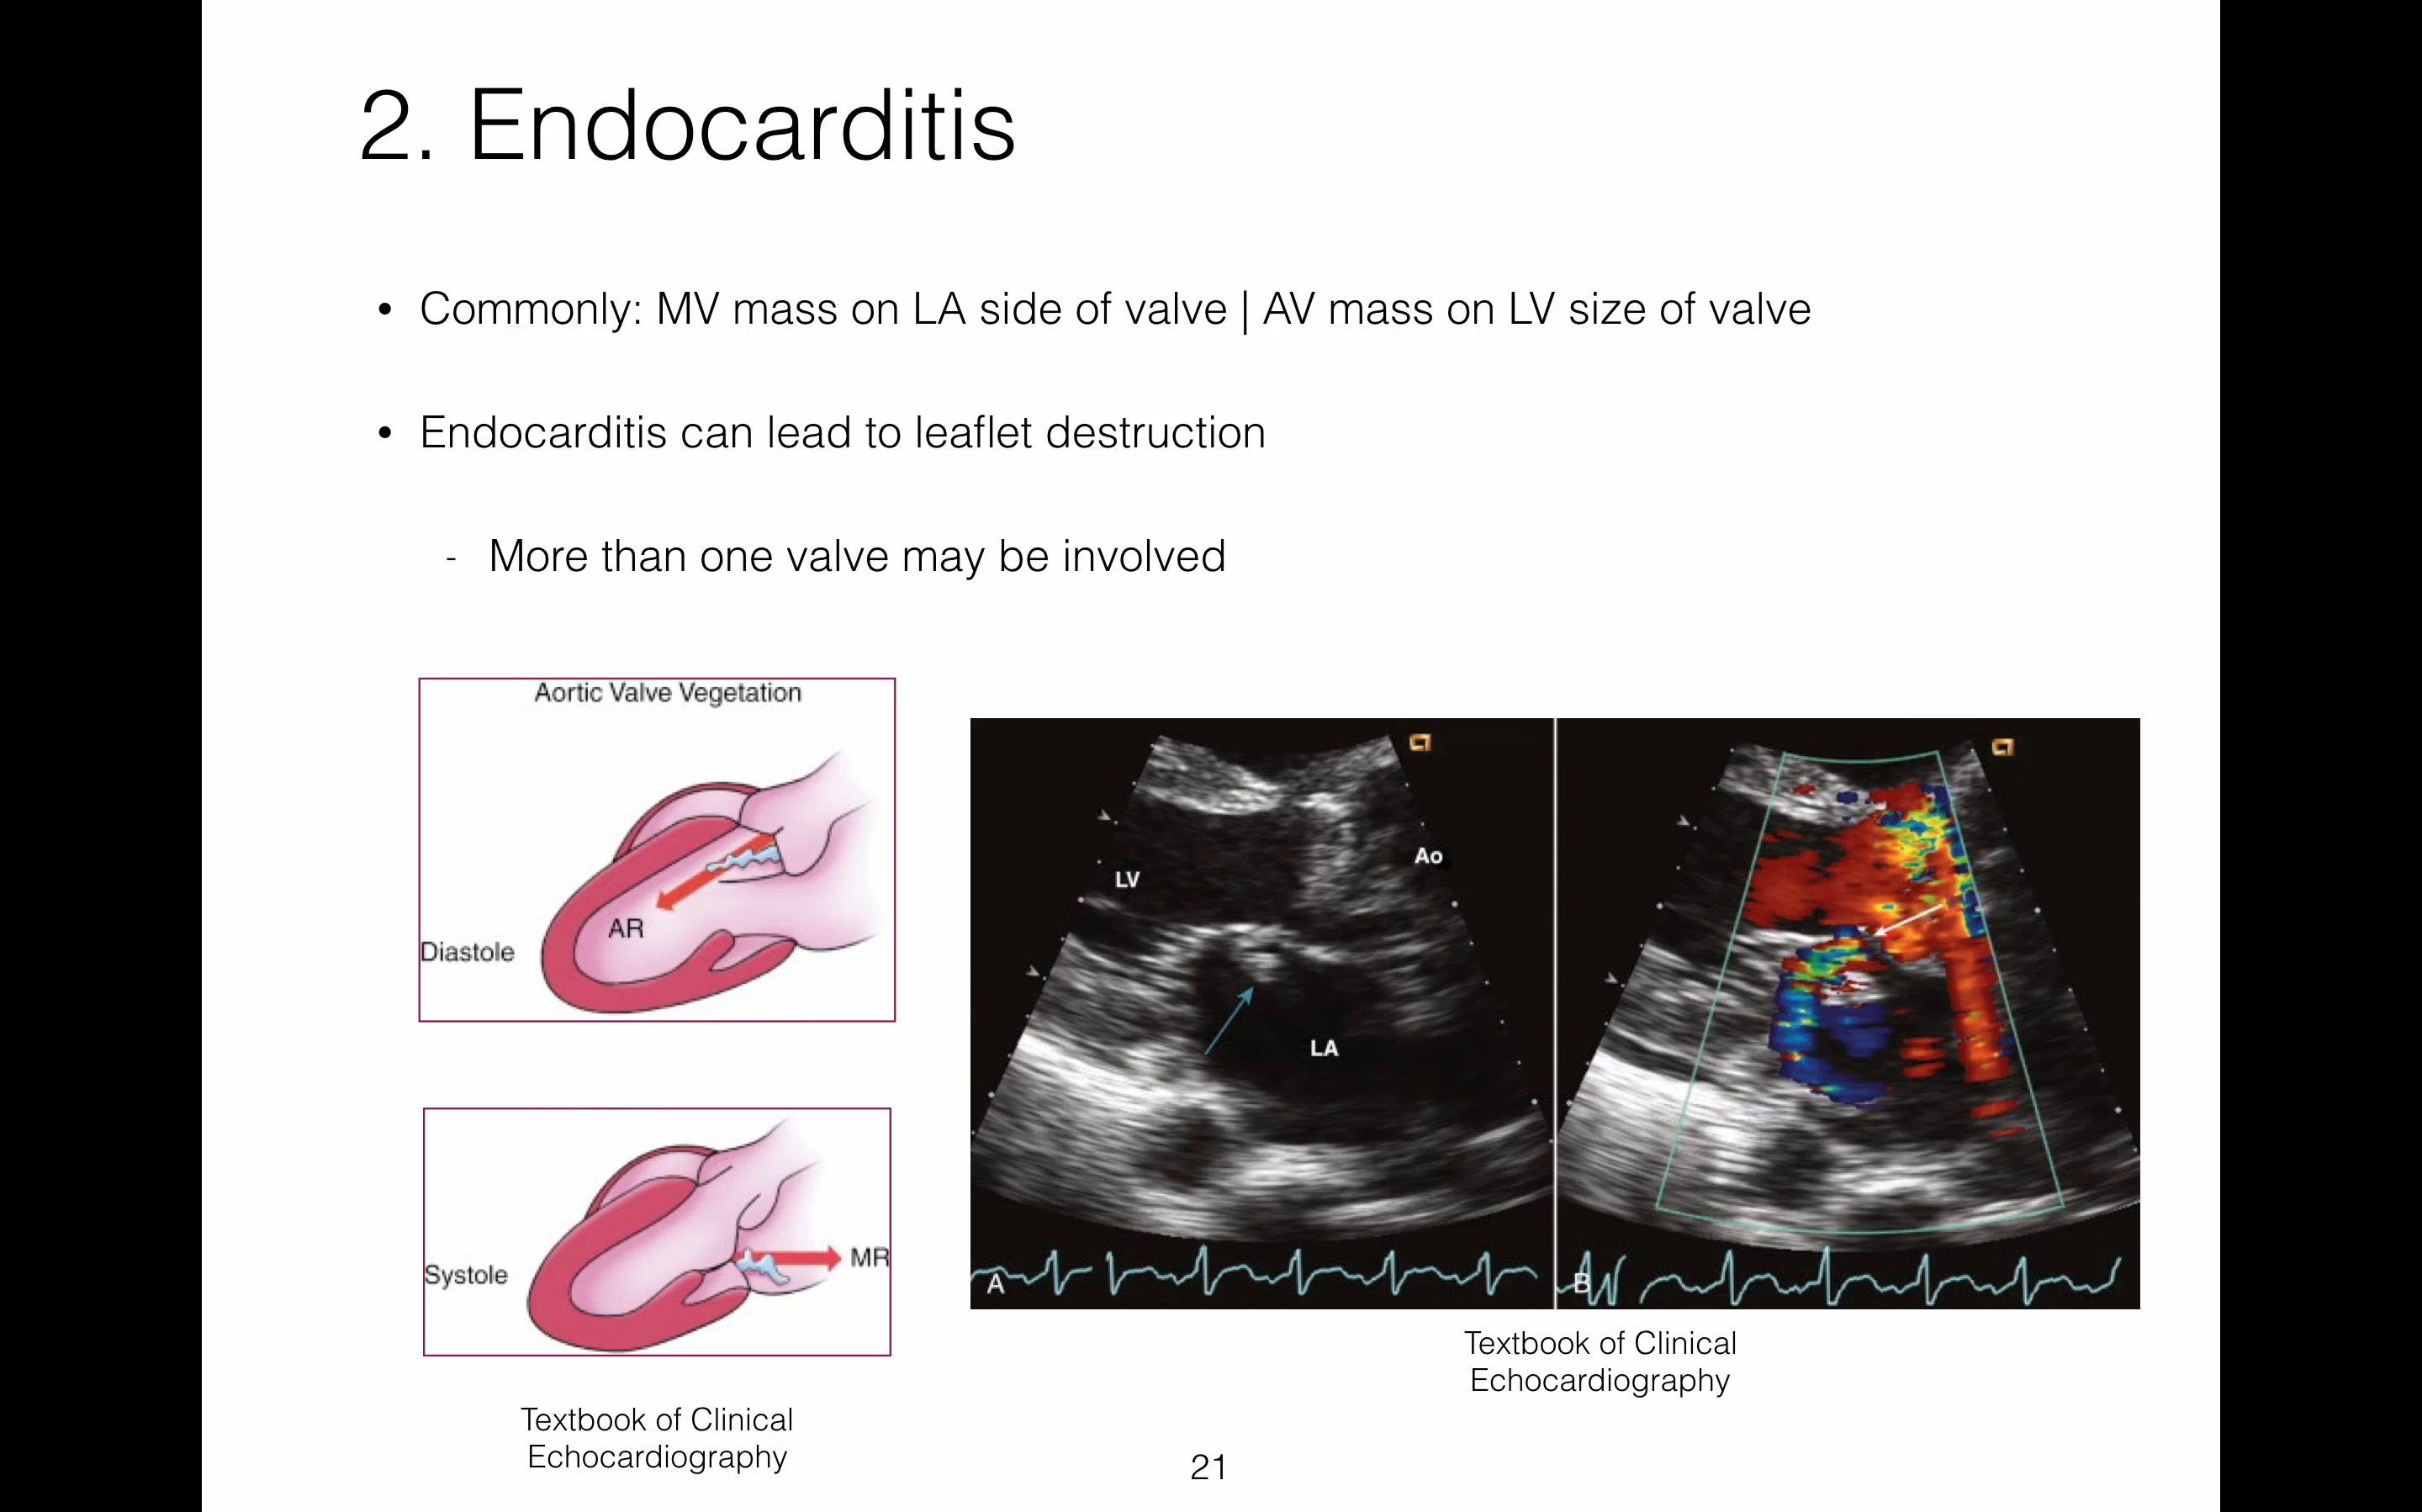 2. Endocarditis
• Commonly: MV mass on LA side of valve | AV mass on LV size of valve
• Endocarditis can lead to leaflet destruction
- More than one valve may be involved
Aortic Valve Vegetation
AR
Diastole
MR
Systole
Textbook of Clinical
Echocardiography
LV
Ao
LA
A
B
Textbook of Clinical
Echocardiography
21